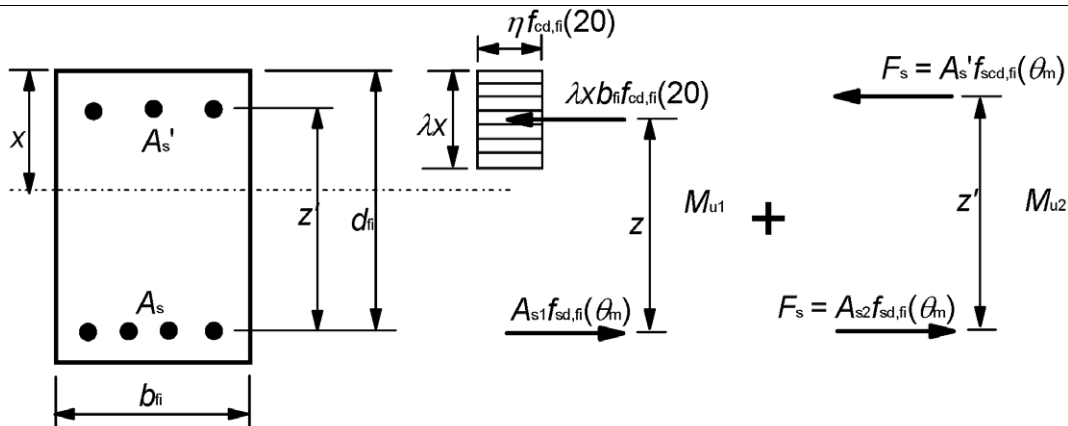 ηfcd,fi(20)
Fs = As'fscd,fi(θm)
λxbfifcd,fi(20)
x
As'
λx
z'
dfi
z
Mu1
+
z'
Mu2
As
As1fsd,fi(θm)
Fs = As2fsd,fi(θm)
bfi